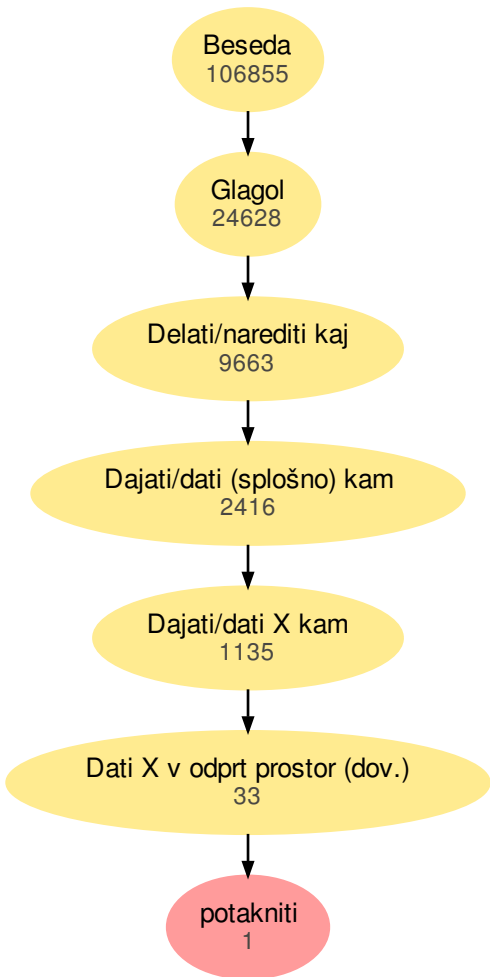 Beseda
106855
Glagol
24628
Delati/narediti kaj
9663
Dajati/dati (splošno) kam
2416
Dajati/dati X kam
1135
Dati X v odprt prostor (dov.)
33
potakniti
1